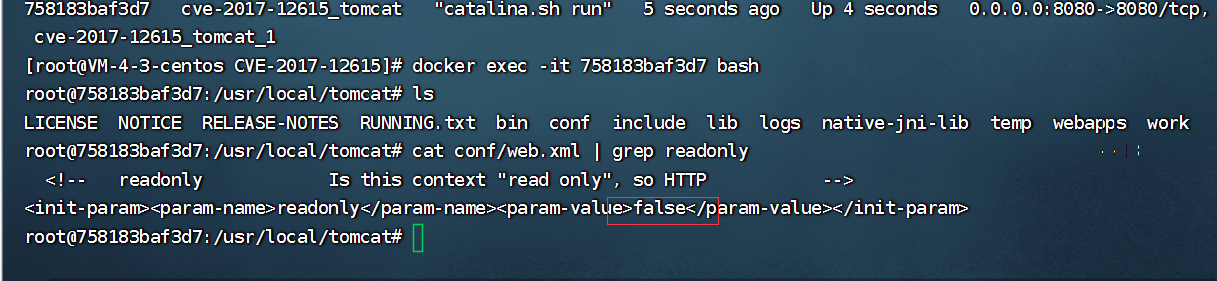 758183baf3d7   cve-2017-12615_tomcat   "catalina.sh run"   5 seconds ago   Up 4 seconds   0.0.0.0:8080->8080/tcp,
 cve-2017-12615_tomcat_1
[root@VM-4-3-centos CVE-2017-12615]# docker exec -it 758183baf3d7 bash
root@758183baf3d7:/usr/local/tomcat# ls
LICENSE  NOTICE  RELEASE-NOTES  RUNNING.txt  bin  conf  include  lib  logs  native-jni-lib  temp  webapps  work
root@758183baf3d7:/usr/local/tomcat# cat conf/web.xml | grep readonly
  <!--   readonly            Is this context "read only", so HTTP           -->
<init-param><param-name>readonly</param-name><param-value>false</param-value></init-param>
root@758183baf3d7:/usr/local/tomcat#